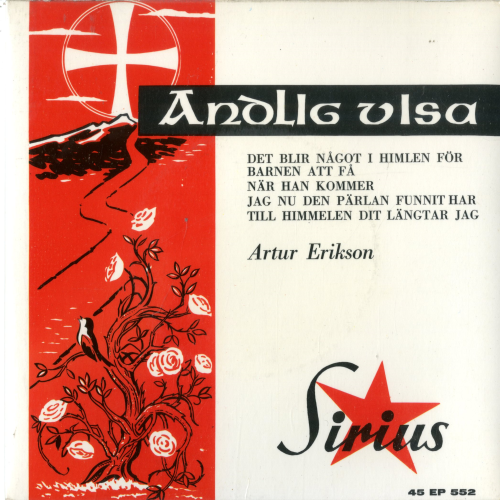 Andlig visa
DET BLIR NÅGOT I HIMLEN FÖR
BARNEN ATT FÅ
NÄR HAN KOMMER
JAG NU DEN PÄRLAN FUNNIT HAR
TILL HIMMELEN DIT LÄNGTAR JAG
Artur Erikson
Sirius
45 EP 552